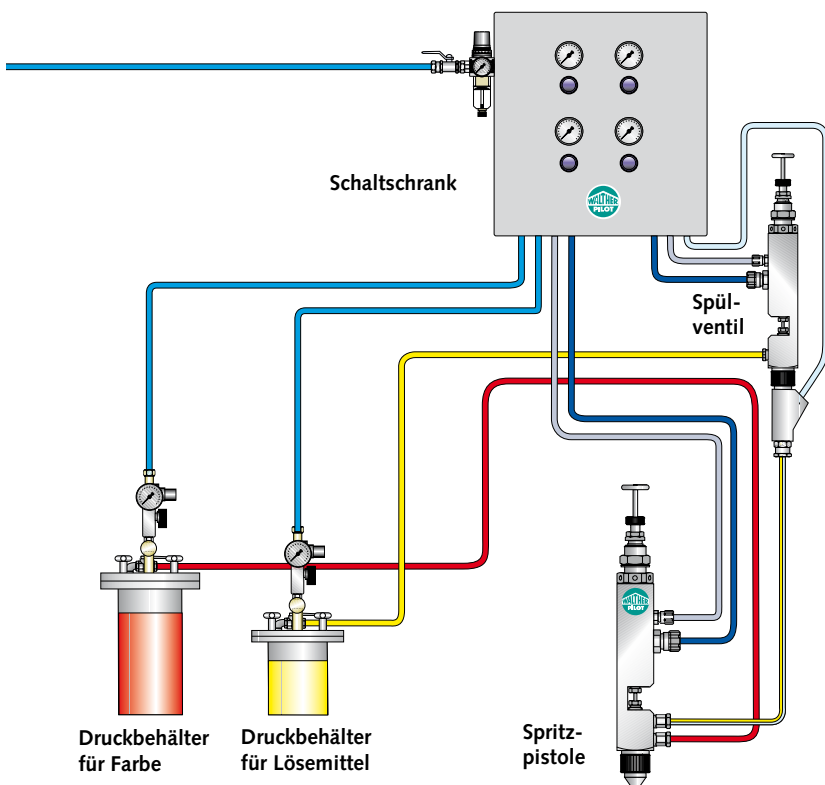 Schaltschrank
WALTHER
PILOT
Spül-
ventil
WALTHER
PILOT
Druckbehälter
für Farbe
Druckbehälter
für Lösemittel
Spritz-
pistole